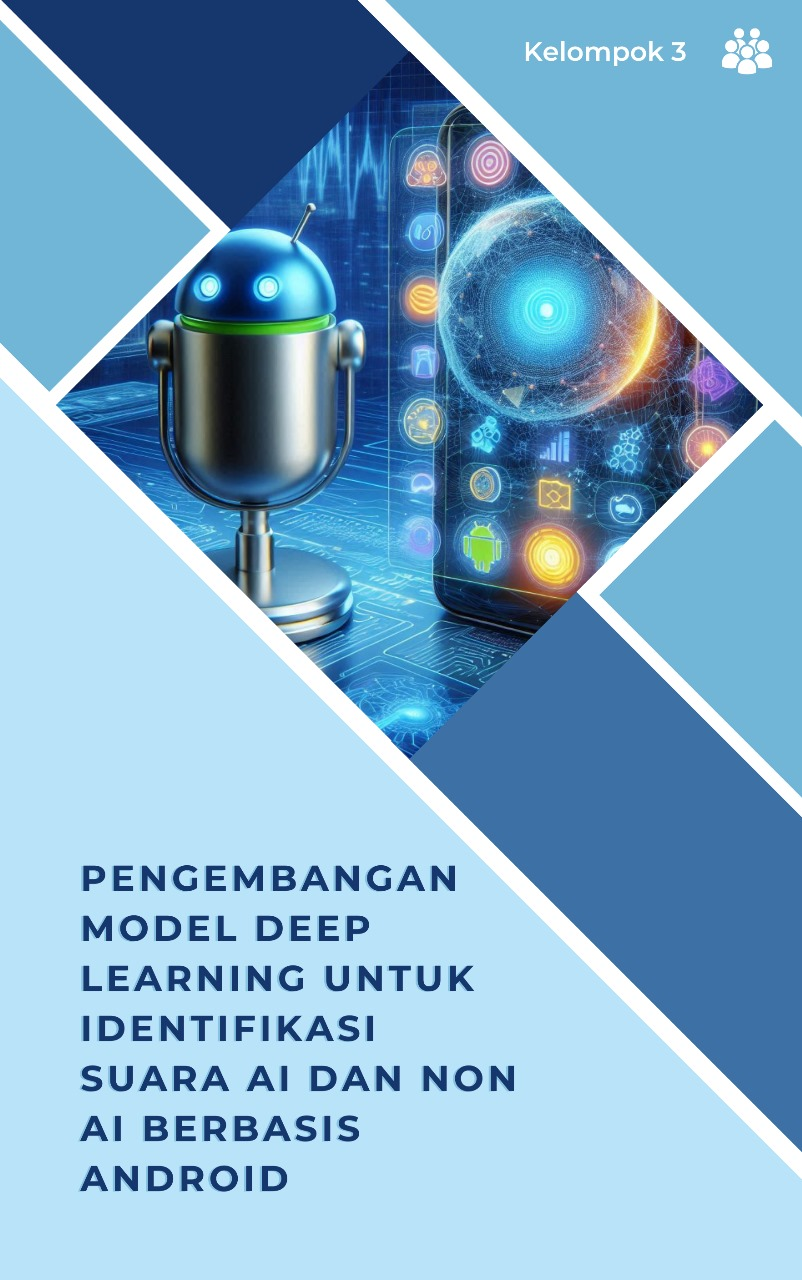 Kelompok 3
PENGEMBANGAN
MODEL DEEP
LEARNING UNTUK
IDENTIFIKASI
SUARA AI DAN NON
AI BERBASIS
ANDROID